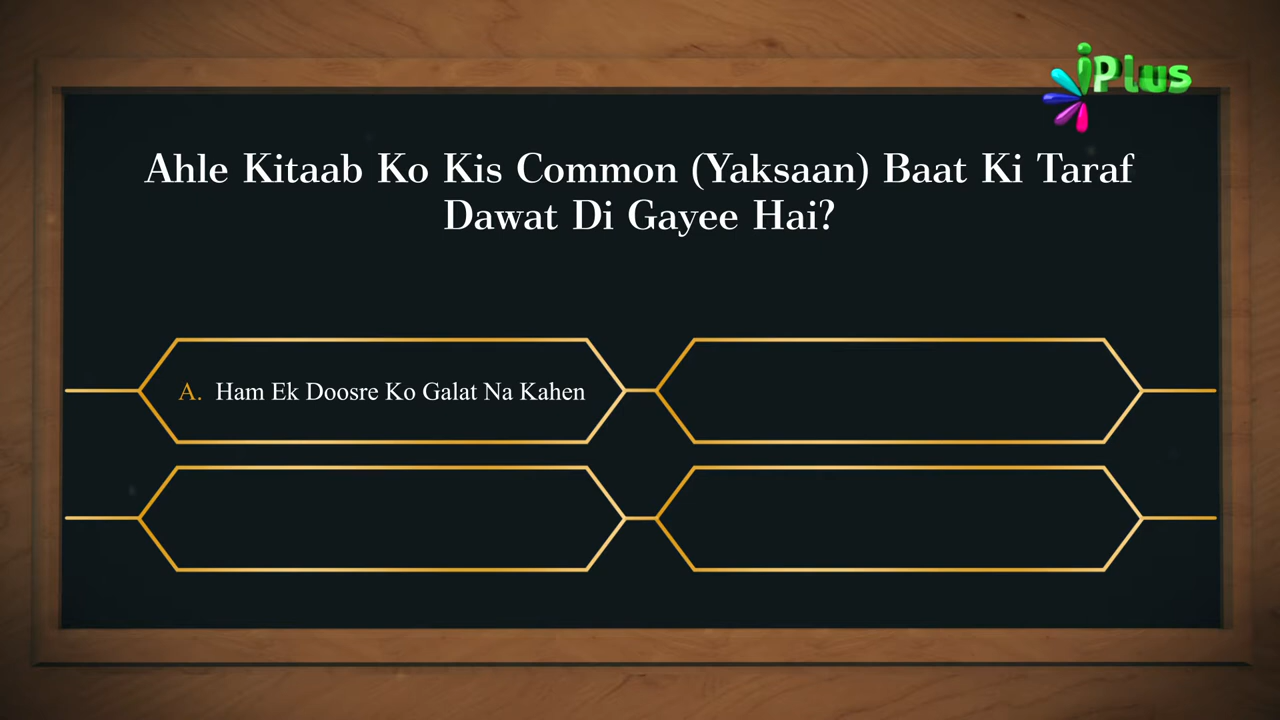 iPlus
Ahle Kitaab Ko Kis Common (Yaksaan) Baat Ki Taraf
Dawat Di Gayee Hai?
A. Ham Ek Doosre Ko Galat Na Kahen